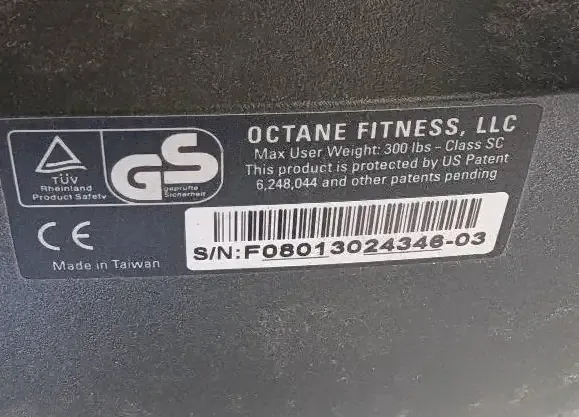 OCTANE FITNESS, LLC
Max User Weight: 300 lbs - Class SC
This product is protected by US Patent
6,248,044 and other patents pending
TÜV
Rheinland
Product Safety
GS
geprüfte
Sicherheit
CE
Made in Taiwan
S/N:F08013024346-03